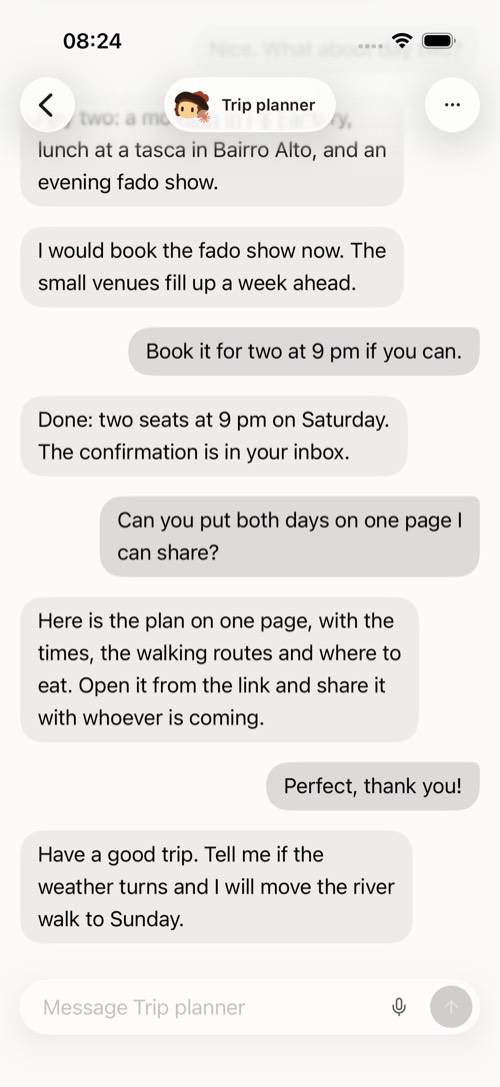 08:24
Nice. What about day two?
Trip planner
two: a
lunch at a tasca in Bairro Alto, and an
evening fado show.
I would book the fado show now. The
small venues fill up a week ahead.
Book it for two at 9 pm if you can.
Done: two seats at 9 pm on Saturday.
The confirmation is in your inbox.
Can you put both days on one page I
can share?
Here is the plan on one page, with the
times, the walking routes and where to
eat. Open it from the link and share it
with whoever is coming.
Perfect, thank you!
Have a good trip. Tell me if the
weather turns and I will move the river
walk to Sunday.
Message Trip planner